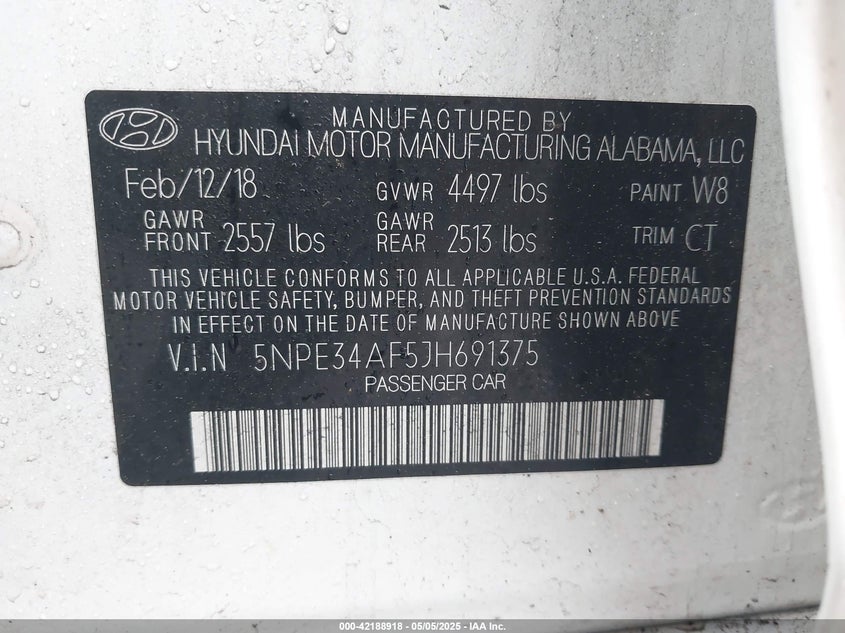 MANUFACTURED BY
HYUNDAI MOTOR MANUFACTURING ALABAMA, LLC
Feb/12/18 GVWR 4497 lbs PAINT W8
GAWR FRONT 2557 lbs GAWR REAR 2513 lbs TRIM CT
THIS VEHICLE CONFORMS TO ALL APPLICABLE U.S.A. FEDERAL
MOTOR VEHICLE SAFETY, BUMPER, AND THEFT PREVENTION STANDARDS
IN EFFECT ON THE DATE OF MANUFACTURE SHOWN ABOVE
V.I.N 5NPE34AF5JH691375
PASSENGER CAR
000-42188918 - 05/05/2025 - IAA Inc.